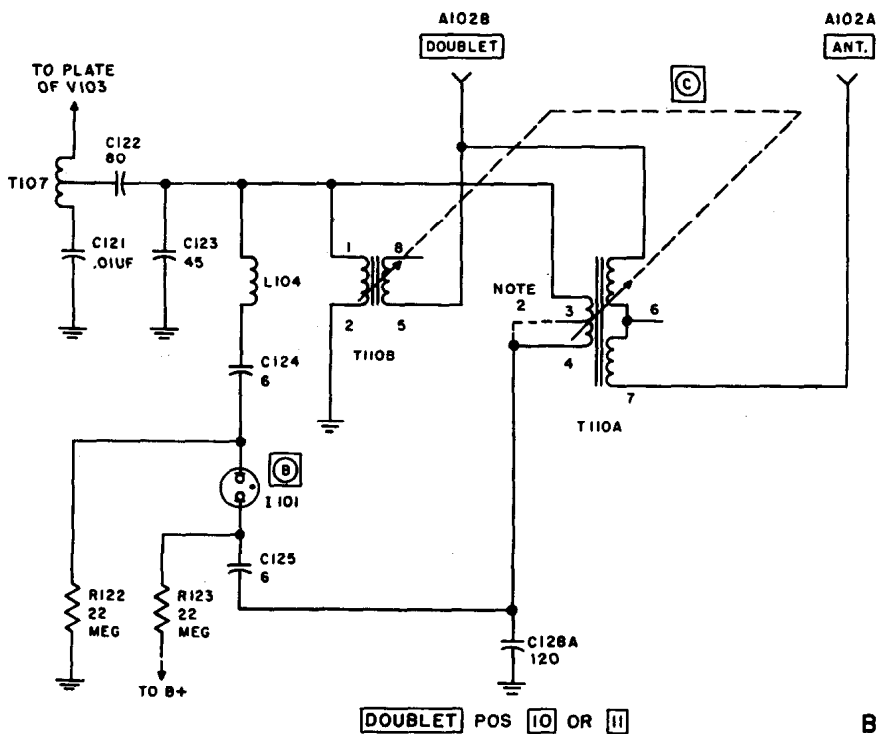 A102B
DOUBLET
A102A
ANT.
TO PLATE
OF V103
C
C122
80
T107
C121
.01UF
C123
45
L104
1
8
2
5
T110B
NOTE
2
3
4
6
7
T110A
C124
6
B
I101
C125
6
R122
22
MEG
R123
22
MEG
TO B+
C128A
120
DOUBLET POS 10 OR 11
B